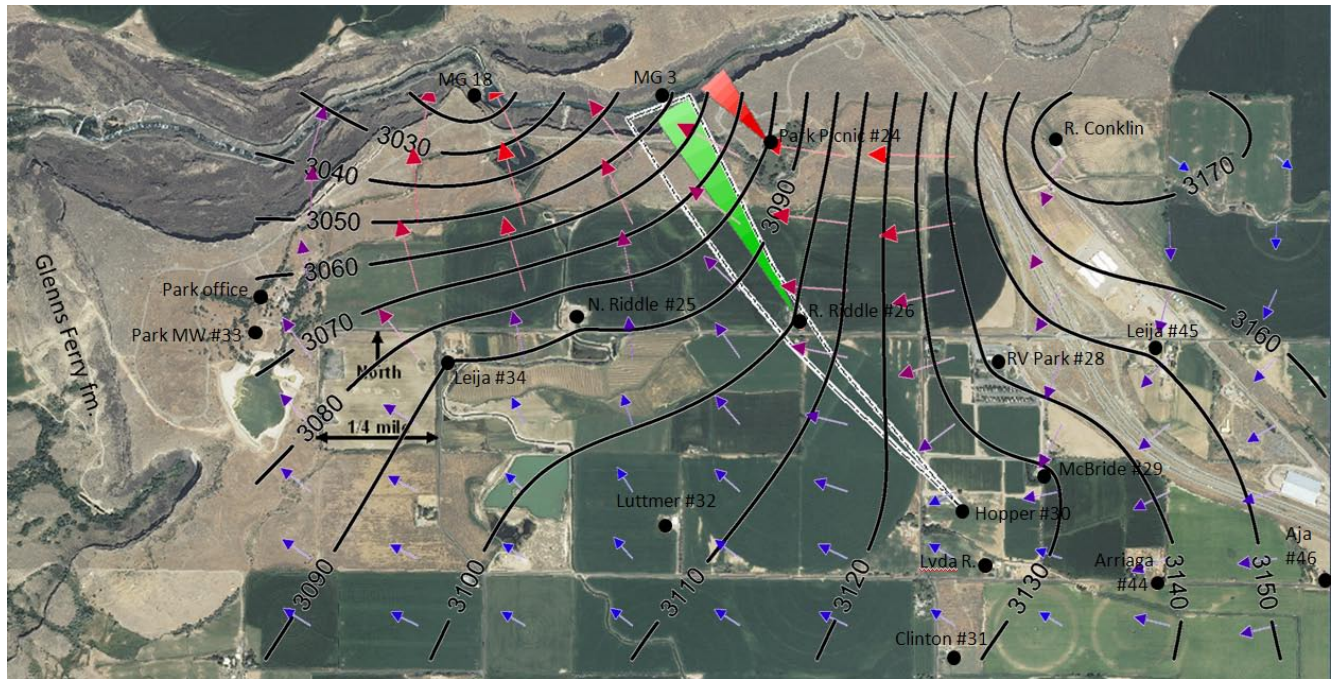 MG 18
MG 3
R. Conklin
Park Picnic #24
3030
3040
3170
3050
3090
Glenns Ferry fm.
3060
Park office
N. Riddle #25
R. Riddle #26
3070
Park MW #33
Leija #45
3160
North
Leija #34
RV Park #28
3080
1/4 mile
McBride #29
Luttmer #32
Hopper #30
Aja
#46
Lvda R.
Arriaga
#44
3090
3100
3110
3120
3130
3140
3150
Clinton #31